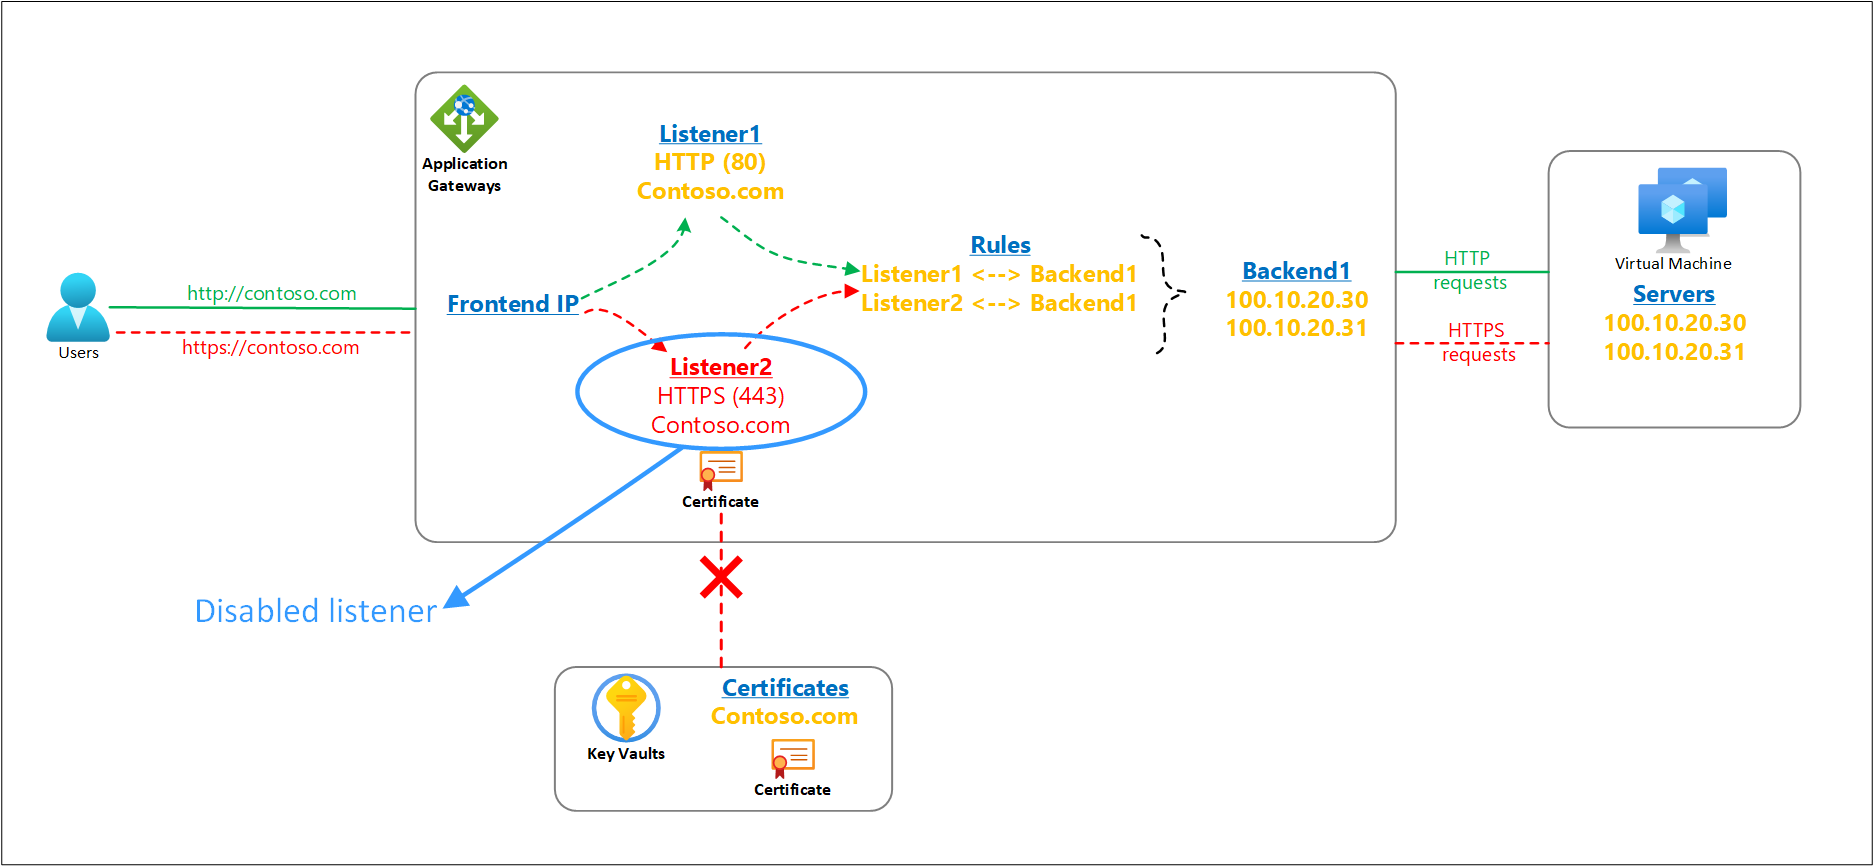 Application
Gateways
Listener1
HTTP (80)
Contoso.com
Users
http://contoso.com
https://contoso.com
Frontend IP
Listener2
HTTPS (443)
Contoso.com
Certificate
Rules
Listener1 <--> Backend1
Listener2 <--> Backend1
Backend1
100.10.20.30
100.10.20.31
HTTP
requests
HTTPS
requests
Virtual Machine
Servers
100.10.20.30
100.10.20.31
Disabled listener
Key Vaults
Certificates
Contoso.com
Certificate